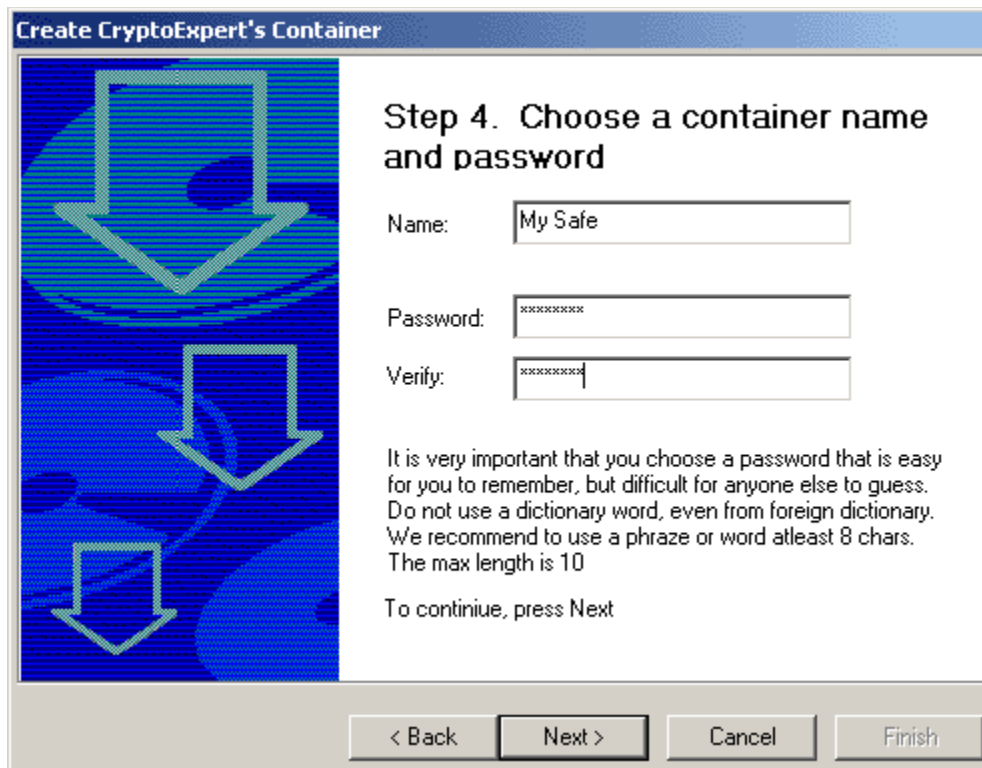 Create CryptoExpert's Container
Step 4. Choose a container name
and password
Name: My Safe
Password: ********
Verify: ********
It is very important that you choose a password that is easy
for you to remember, but difficult for anyone else to guess.
Do not use a dictionary word, even from foreign dictionary.
We recommend to use a phraze or word atleast 8 chars.
The max length is 10
To continiue, press Next
< Back Next > Cancel Finish